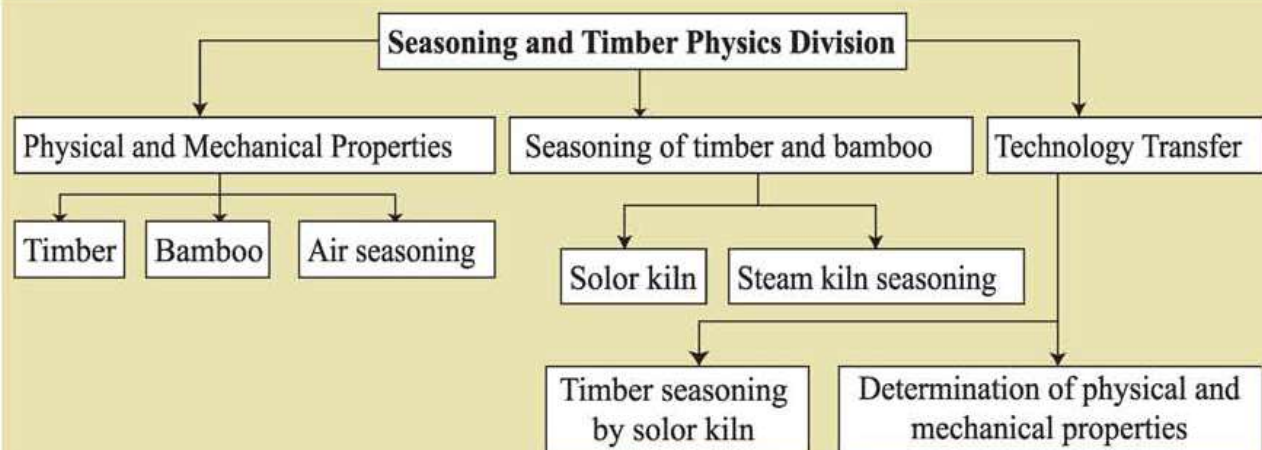 Seasoning and Timber Physics Division
Physical and Mechanical Properties
Seasoning of timber and bamboo
Technology Transfer
Timber
Bamboo
Air seasoning
Solor kiln
Steam kiln seasoning
Timber seasoning
by solor kiln
Determination of physical and
mechanical properties